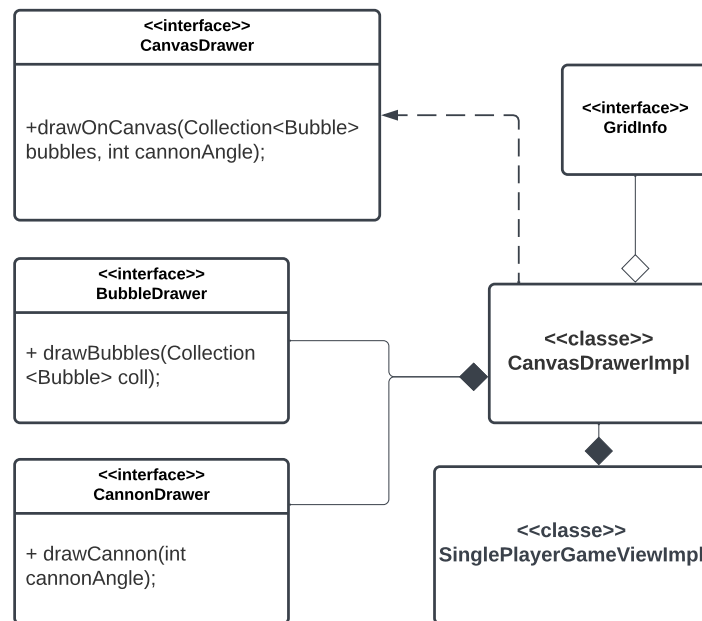 <<interface>>
CanvasDrawer
+drawOnCanvas(Collection<Bubble>
bubbles, int cannonAngle);
<<interface>>
GridInfo
<<interface>>
BubbleDrawer
+ drawBubbles(Collection
<Bubble> coll);
<<classe>>
CanvasDrawerImpl
<<interface>>
CannonDrawer
+ drawCannon(int
cannonAngle);
<<classe>>
SinglePlayerGameViewImpl